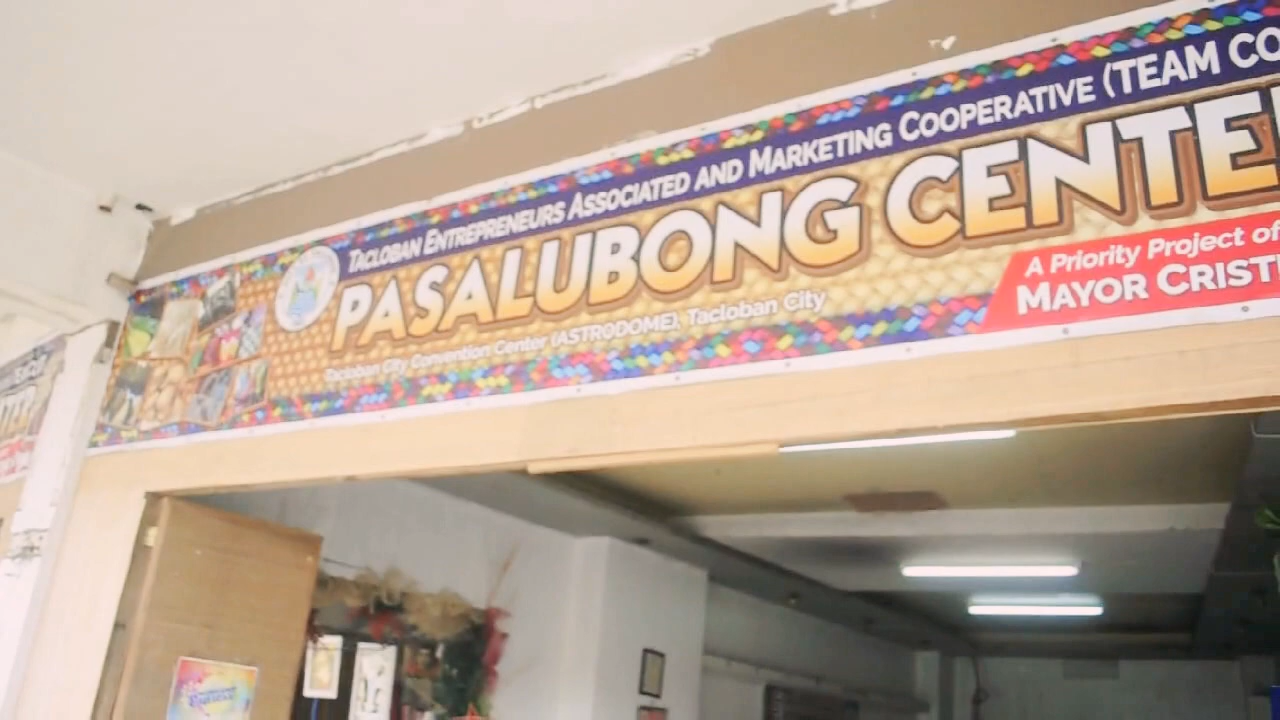 TACLOBAN ENTREPRENEURS ASSOCIATED AND MARKETING COOPERATIVE (TEAM CO
PASALUBONG CENTE
Tacloban City Convention Center (ASTRODOME), Tacloban City
A Priority Project of
MAYOR CRISTI